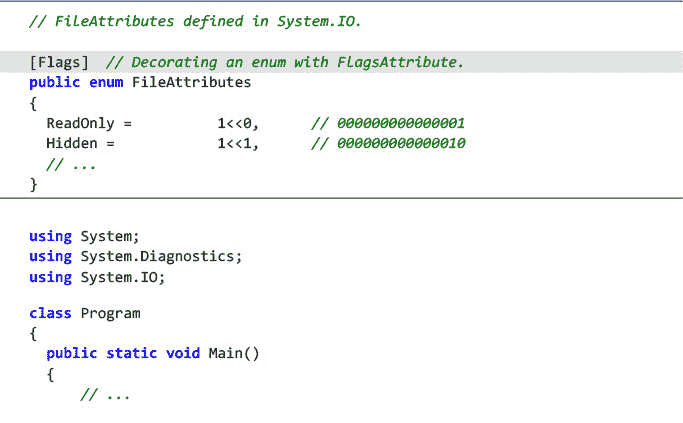 // FileAttributes defined in System.IO.
[Flags]  // Decorating an enum with FlagsAttribute.
public enum FileAttributes
{
  ReadOnly =          1<<0,      // 000000000000001
  Hidden =            1<<1,      // 000000000000010
  // ...
}
using System;
using System.Diagnostics;
using System.IO;
class Program
{
  public static void Main()
  {
      // ...